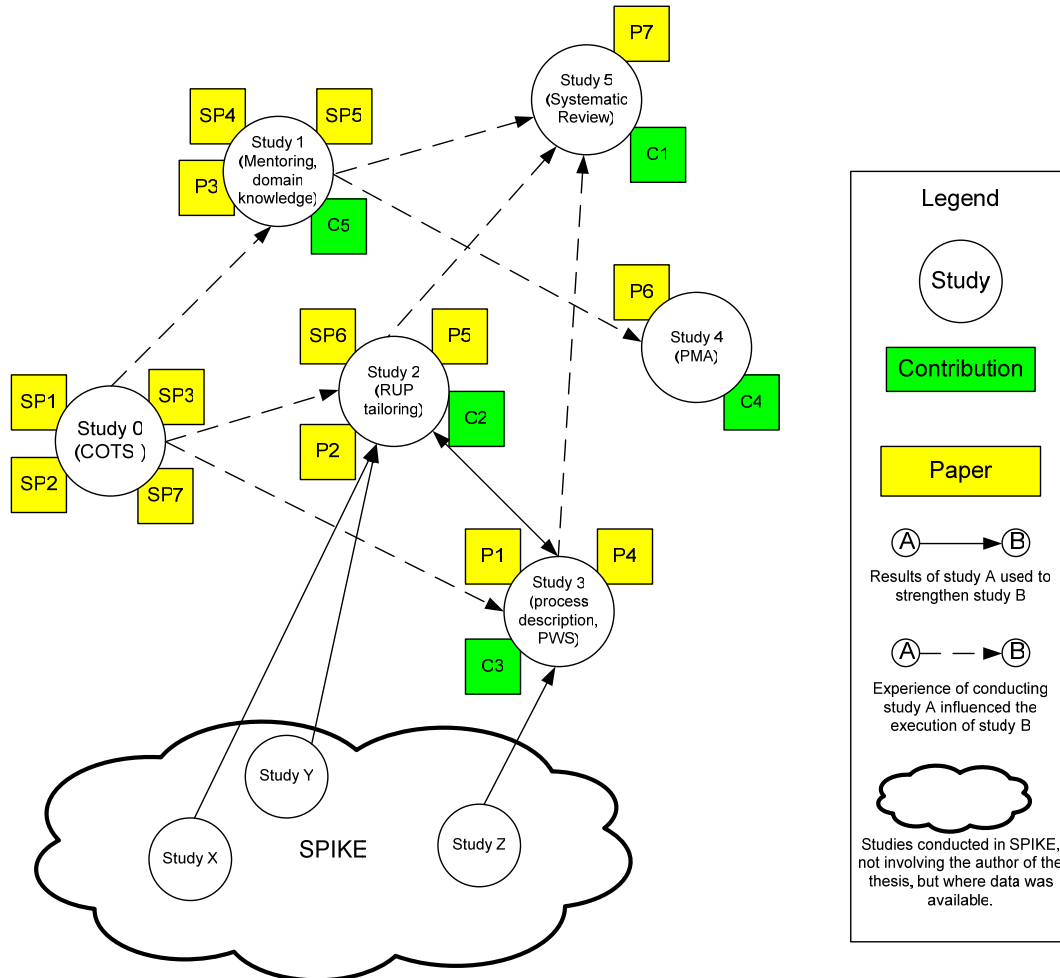 P7
Study 5
(Systematic
Review)
C1
SP4
SP5
Study 1
(Mentoring,
domain
knowledge)
P3
C5
P6
Study 4
(PMA)
C4
SP6
P5
Study 2
(RUP
tailoring)
P2
C2
SP1
SP3
Study 0
(COTS )
SP2
SP7
P1
P4
Study 3
(process
description,
PWS)
C3
Study Y
Study X
SPIKE
Study Z
Legend
Study
Contribution
Paper
A
B
Results of study A used to
strengthen study B
A
B
Experience of conducting
study A influenced the
execution of study B
Studies conducted in SPIKE,
not involving the author of the
thesis, but where data was
available.